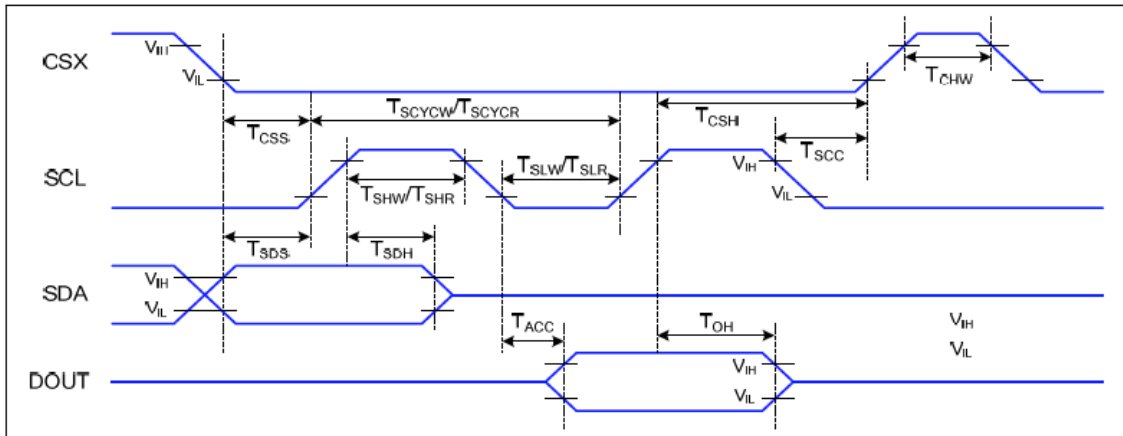 CSX
VIH
VIL
TCHW
TSCYCW/TSCYCR
TCSH
TCSS
TSCC
SCL
TSLW/TSLR
VIH
TSHW/TSHR
VIL
TSDS
TSDH
SDA
VIH
VIL
TACC
TOH
VIH
VIL
DOUT
VIH
VIL